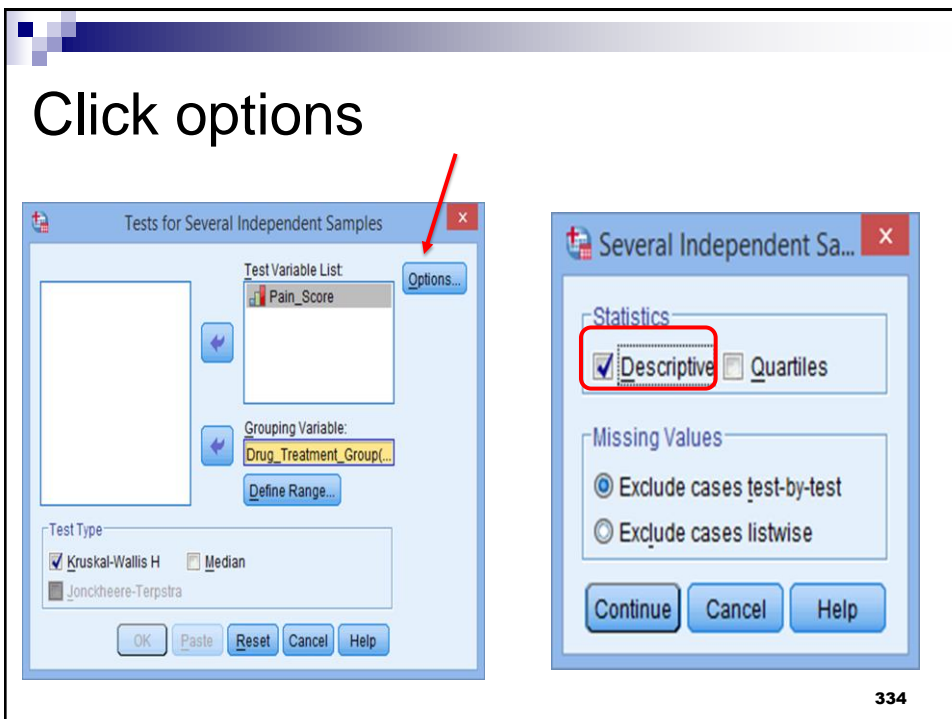 Click options
Tests for Several Independent Samples
x
Test Variable List:
Pain_Score
Options...
Grouping Variable:
Drug_Treatment_Group(...
Define Range...
Test Type
Kruskal-Wallis H Median
Jonckheere-Terpstra
OK Paste Reset Cancel Help
Several Independent Sa... x
Statistics
Descriptive Quartiles
Missing Values
Exclude cases test-by-test
Exclude cases listwise
Continue Cancel Help
334